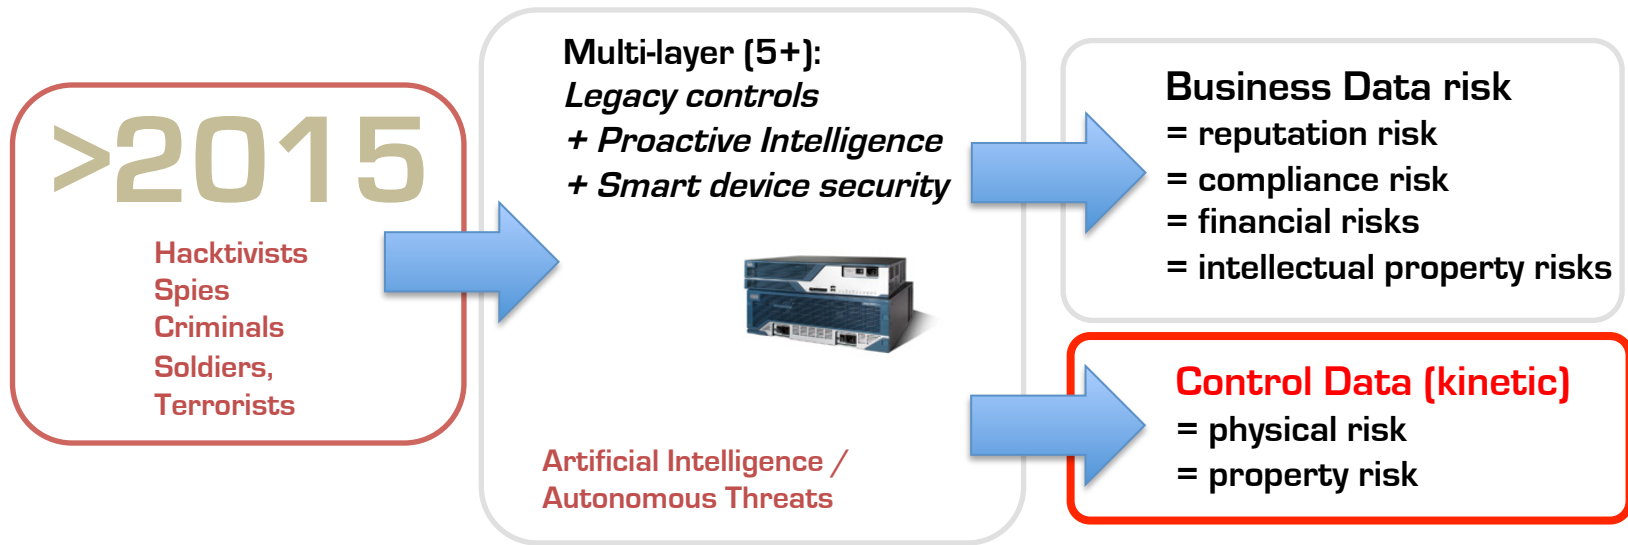 >2015
Hacktivists
Spies
Criminals
Soldiers,
Terrorists
Multi-layer (5+):
Legacy controls
+ Proactive Intelligence
+ Smart device security
Artificial Intelligence /
Autonomous Threats
Business Data risk
= reputation risk
= compliance risk
= financial risks
= intellectual property risks
Control Data (kinetic)
= physical risk
= property risk